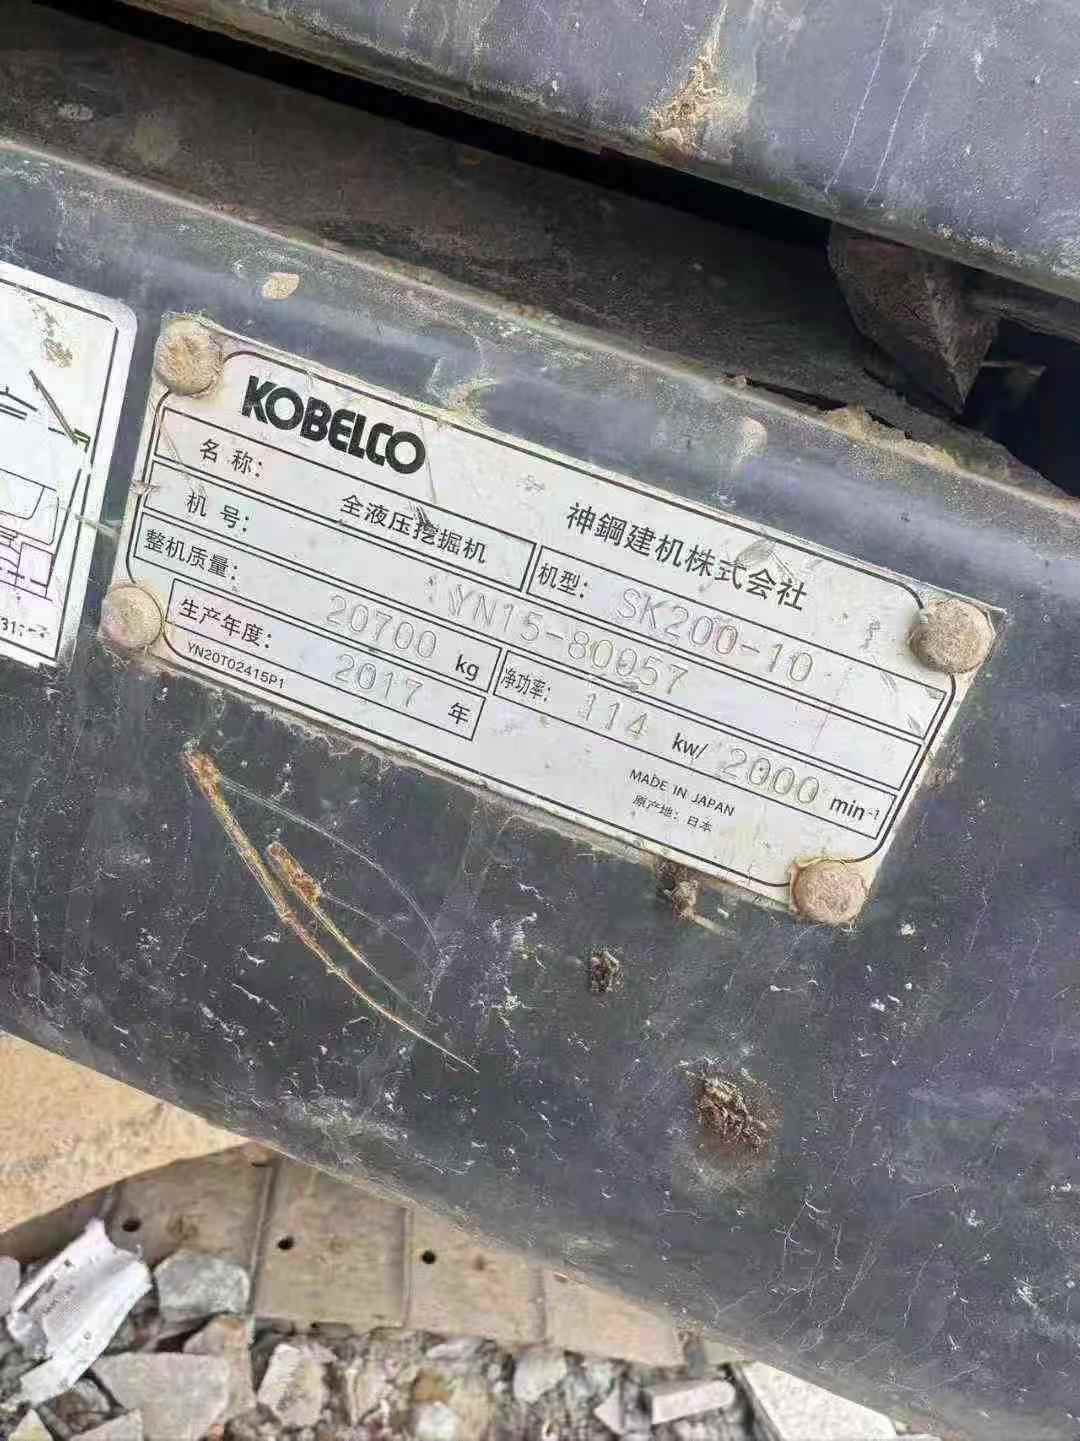 KOBELCO
神鋼建机株式会社
名 称： 全液压挖掘机
机型： SK200-10
机 号： YN15-80057
整机质量： 20700 kg
净功率： 114 kw/ 2000 min⁻¹
生产年度： 2017 年
YN20T02415P1
MADE IN JAPAN
原产地：日本